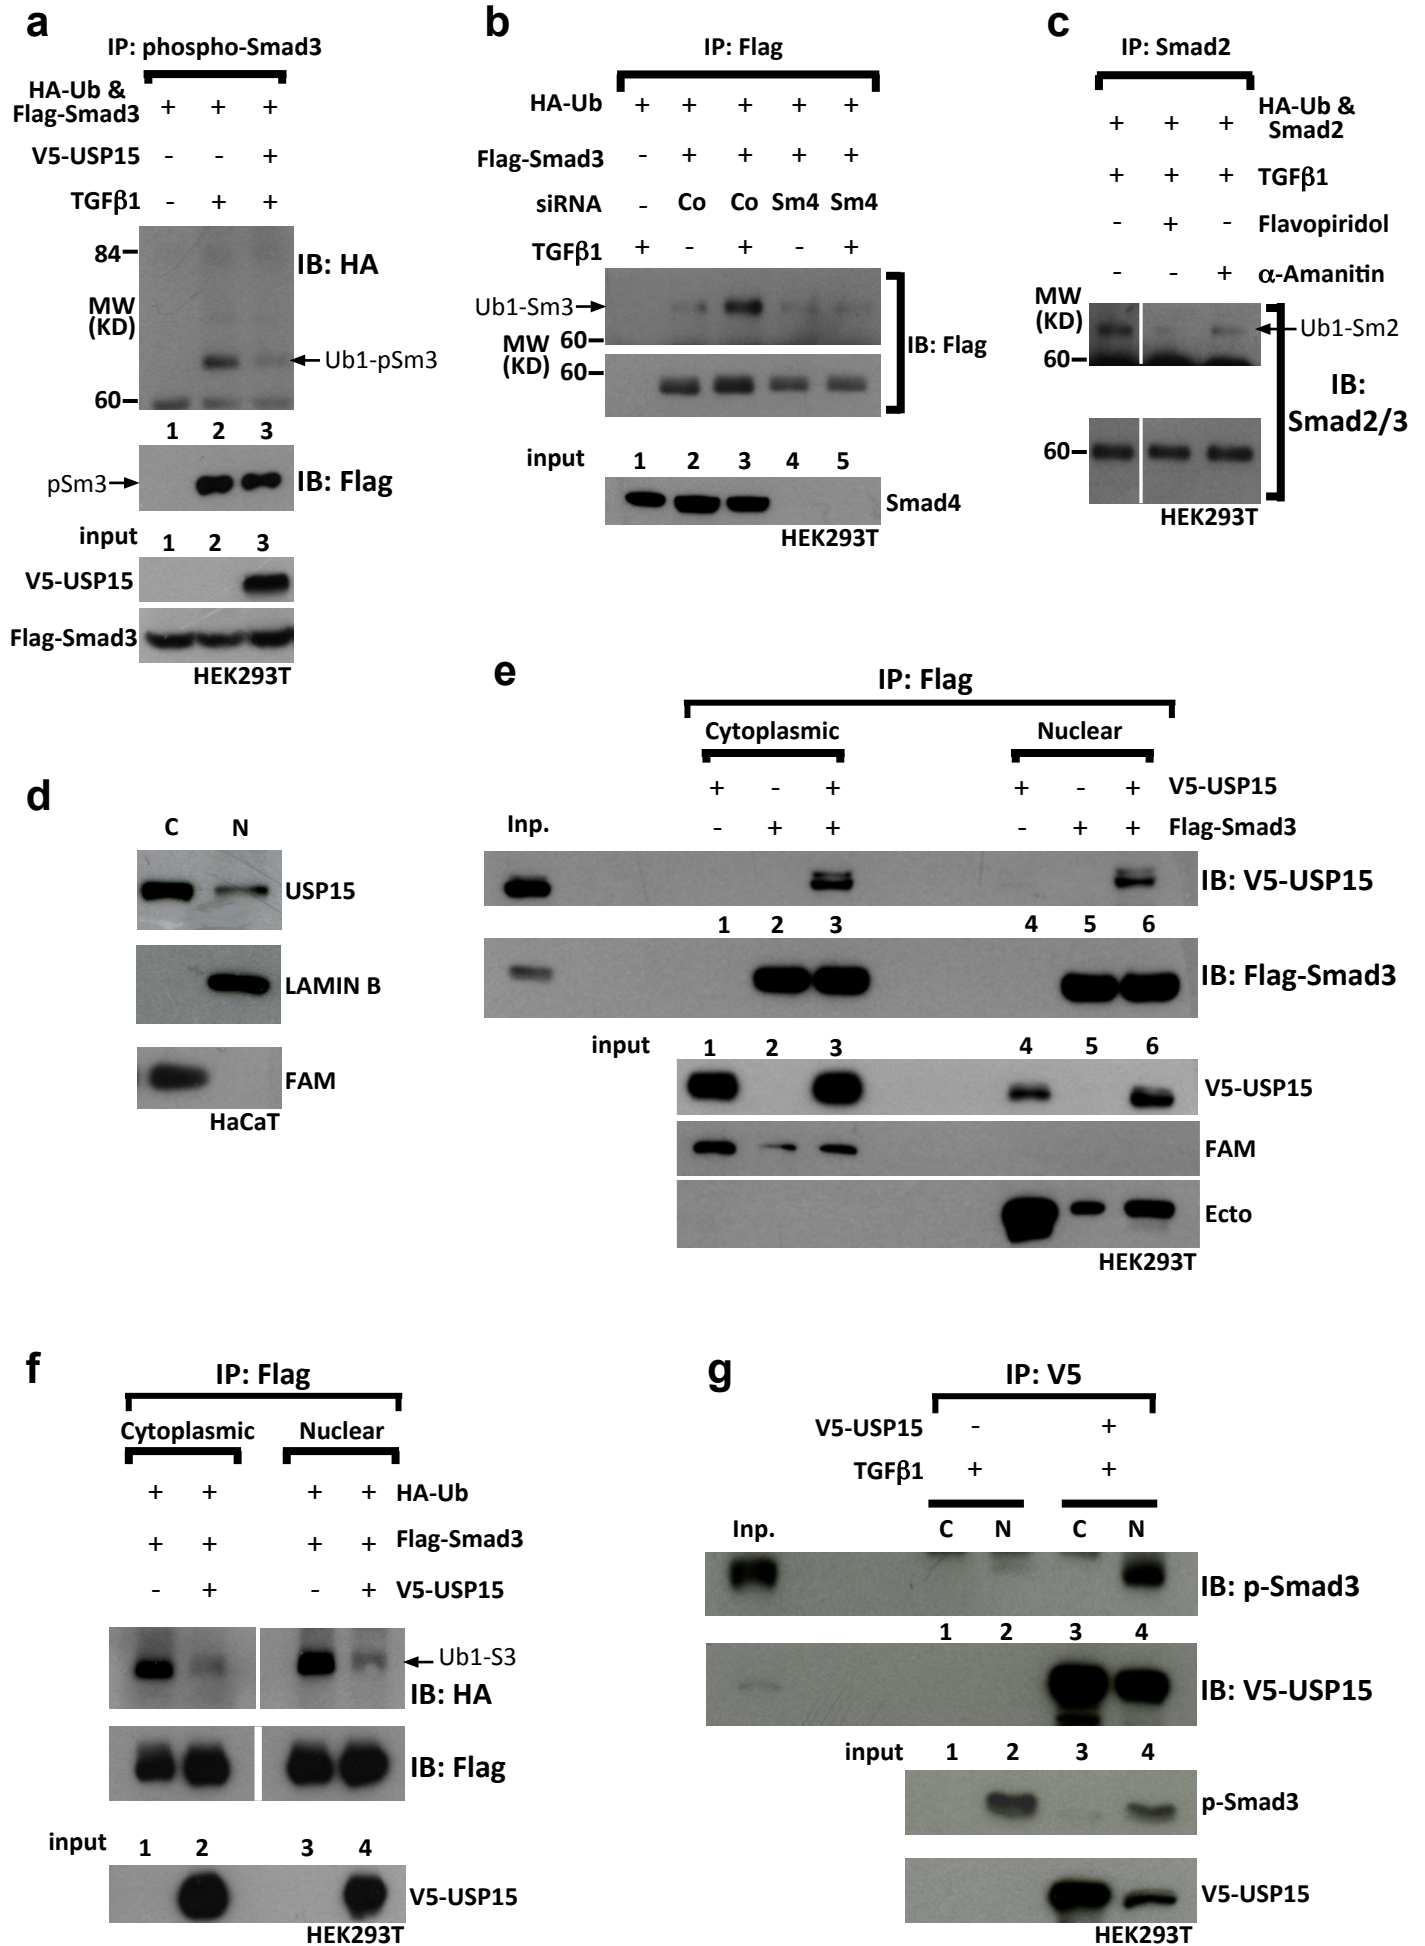 a
IP: phospho-Smad3
HA-Ub &
Flag-Smad3 + + +
V5-USP15 - - +
TGFβ1 - + +
84
IB: HA
MW
(KD)
Ub1-pSm3
60
1 2 3
pSm3 IB: Flag
input 1 2 3
V5-USP15
Flag-Smad3
HEK293T
b
IP: Flag
HA-Ub + + + + +
Flag-Smad3 - + + + +
siRNA - Co Co Sm4 Sm4
TGFβ1 + - + - +
Ub1-Sm3
MW
(KD)
60
60
IB: Flag
input 1 2 3 4 5
Smad4
HEK293T
c
IP: Smad2
+ + + HA-Ub &
Smad2
+ + + TGFβ1
- + - Flavopiridol
- - + α-Amanitin
MW
(KD)
Ub1-Sm2
60
IB:
Smad2/3
60
HEK293T
d
C N
USP15
LAMIN B
FAM
HaCaT
e
IP: Flag
Cytoplasmic Nuclear
+ - + + - + V5-USP15
Inp. - + + - + + Flag-Smad3
IB: V5-USP15
1 2 3 4 5 6
IB: Flag-Smad3
input 1 2 3 4 5 6
V5-USP15
FAM
Ecto
HEK293T
f
IP: Flag
Cytoplasmic Nuclear
+ + + + HA-Ub
+ + + + Flag-Smad3
- + - + V5-USP15
Ub1-S3
IB: HA
IB: Flag
input 1 2 3 4
V5-USP15
HEK293T
g
IP: V5
V5-USP15 - +
TGFβ1 + +
Inp. C N C N
IB: p-Smad3
1 2 3 4
IB: V5-USP15
input 1 2 3 4
p-Smad3
V5-USP15
HEK293T